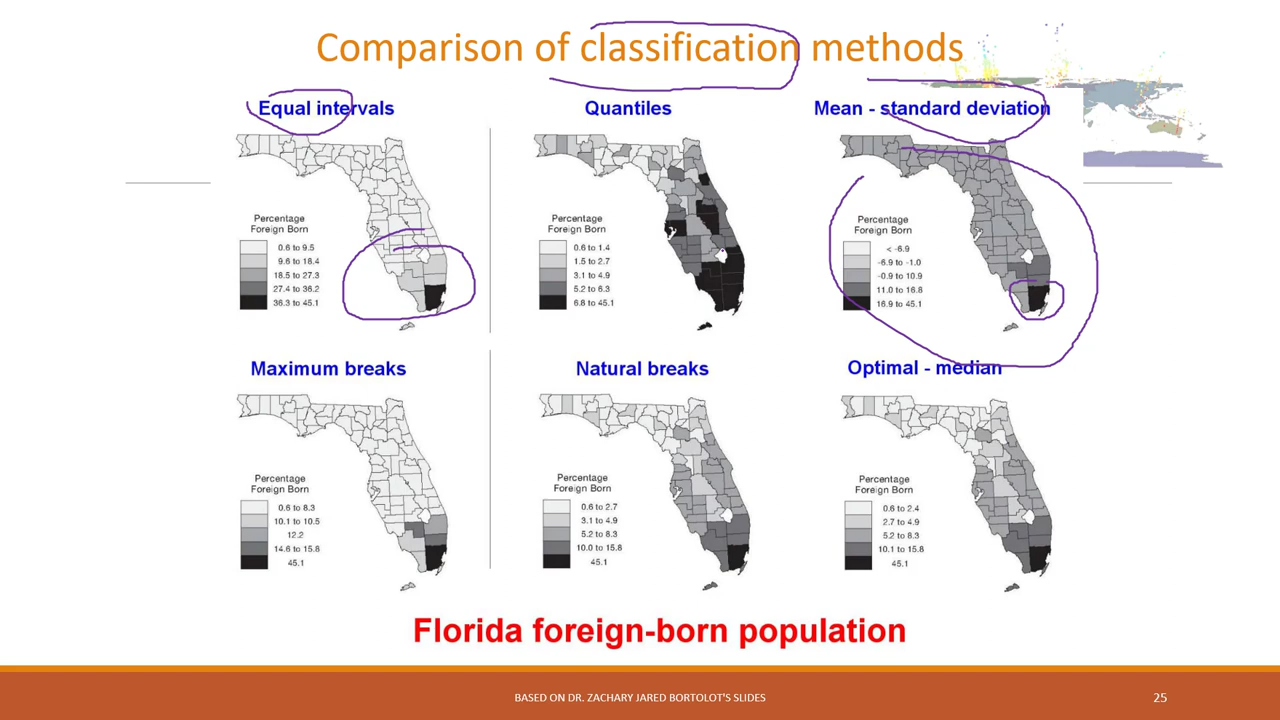 Comparison of classification methods
Equal intervals
Percentage
Foreign Born
0.6 to 9.5
9.6 to 18.4
18.5 to 27.3
27.4 to 36.2
36.3 to 45.1
Quantiles
Percentage
Foreign Born
0.6 to 1.4
1.5 to 2.7
3.1 to 4.9
5.2 to 6.3
6.8 to 45.1
Mean - standard deviation
Percentage
Foreign Born
< -6.9
-6.9 to -1.0
-0.9 to 10.9
11.0 to 16.8
16.9 to 45.1
Maximum breaks
Percentage
Foreign Born
0.6 to 8.3
10.1 to 10.5
12.2
14.6 to 15.8
45.1
Natural breaks
Percentage
Foreign Born
0.6 to 2.7
3.1 to 4.9
5.2 to 8.3
10.0 to 15.8
45.1
Optimal - median
Percentage
Foreign Born
0.6 to 2.4
2.7 to 4.9
5.2 to 8.3
10.1 to 15.8
45.1
Florida foreign-born population
BASED ON DR. ZACHARY JARED BORTOLOT'S SLIDES
25